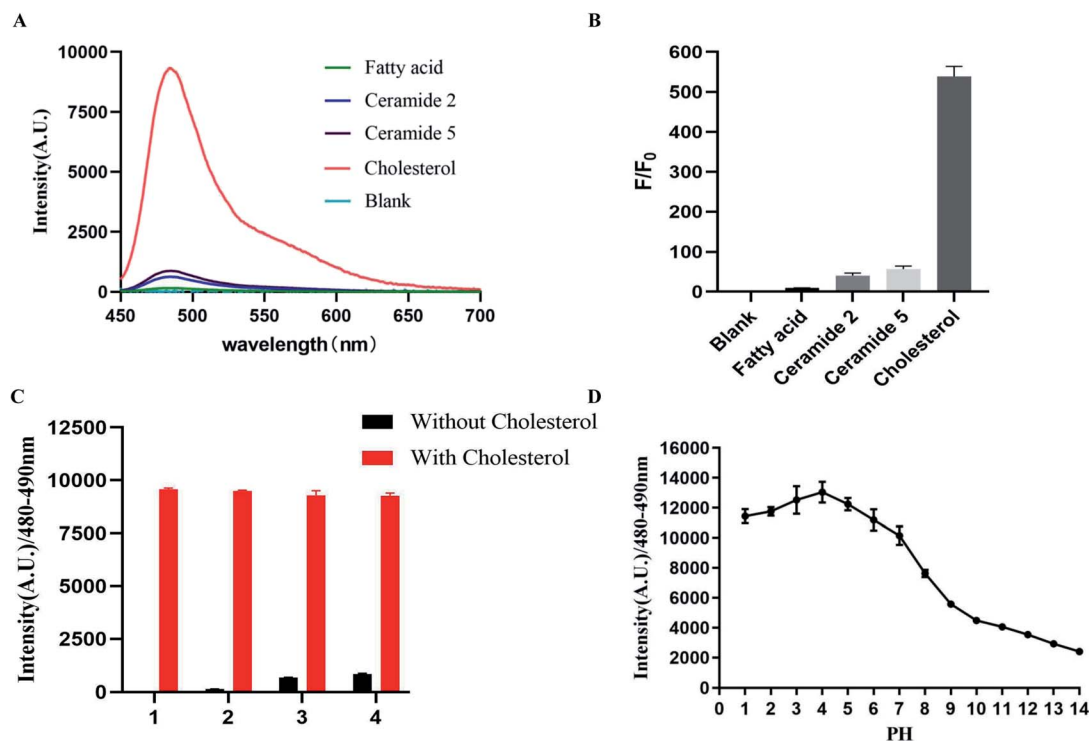 A
Intensity(A.U.)
10000
7500
5000
2500
0
450
500
550
600
650
700
wavelength(nm)
Fatty acid
Ceramide 2
Ceramide 5
Cholesterol
Blank
B
F/F0
600
500
400
300
200
100
0
Blank
Fatty acid
Ceramide 2
Ceramide 5
Cholesterol
C
Intensity(A.U.)/480-490nm
12500
10000
7500
5000
2500
0
1
2
3
4
Without Cholesterol
With Cholesterol
D
Intensity(A.U.)/480-490nm
16000
14000
12000
10000
8000
6000
4000
2000
0
0 1 2 3 4 5 6 7 8 9 10 11 12 13 14
PH